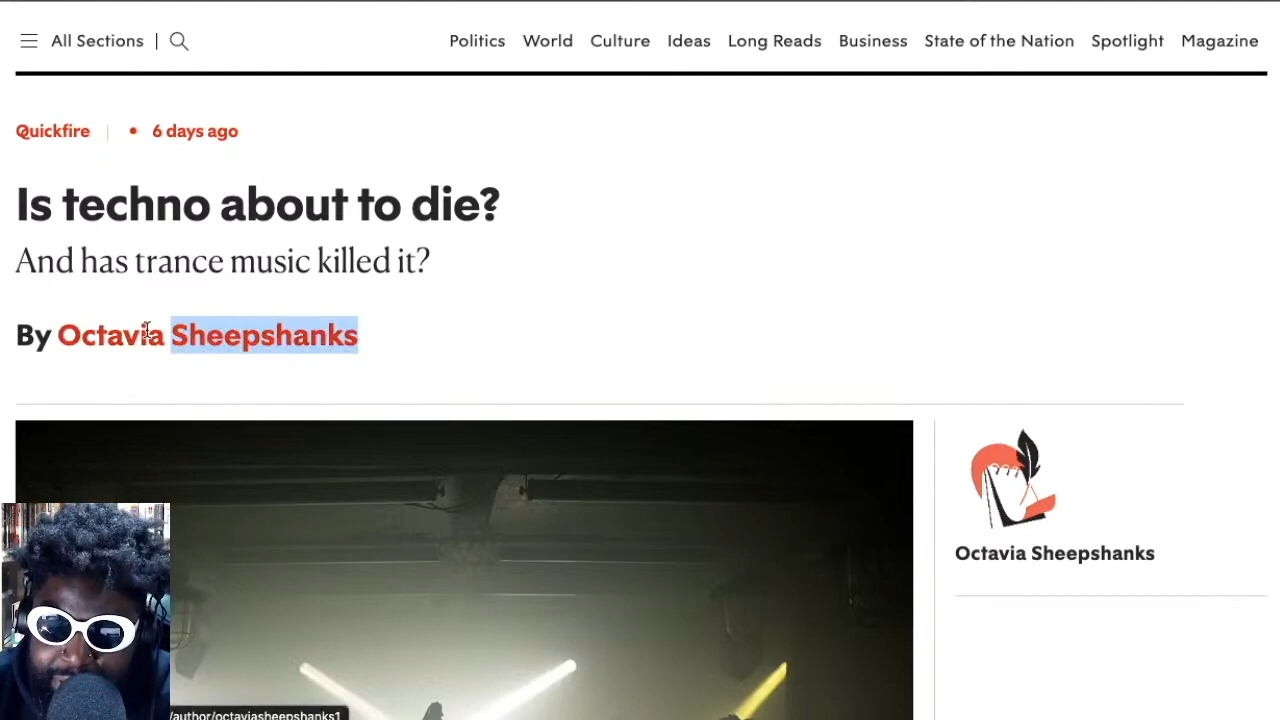 All Sections |
Politics World Culture Ideas Long Reads Business State of the Nation Spotlight Magazine
Quickfire | • 6 days ago
Is techno about to die?
And has trance music killed it?
By Octavia Sheepshanks
Octavia Sheepshanks
/author/octaviasheepshanks1